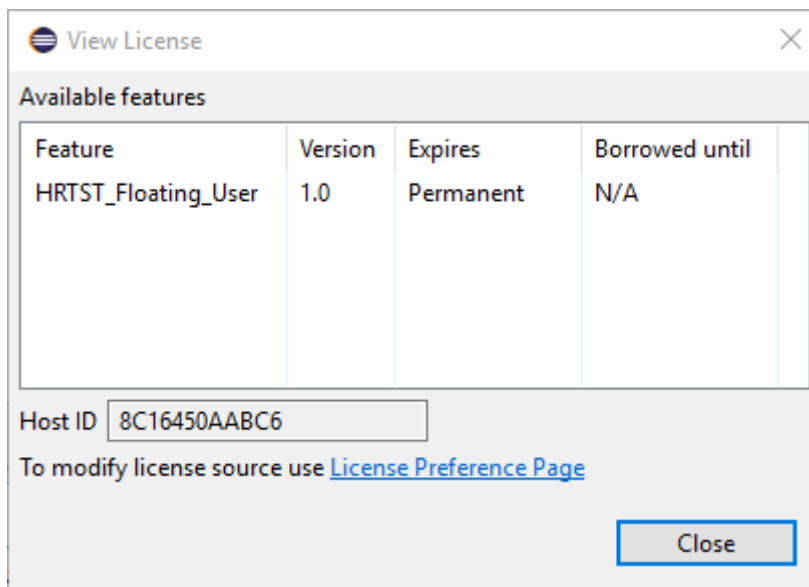 View License
Available features
Feature Version Expires Borrowed until
HRTST_Floating_User 1.0 Permanent N/A
Host ID 8C16450AABC6
To modify license source use License Preference Page
Close